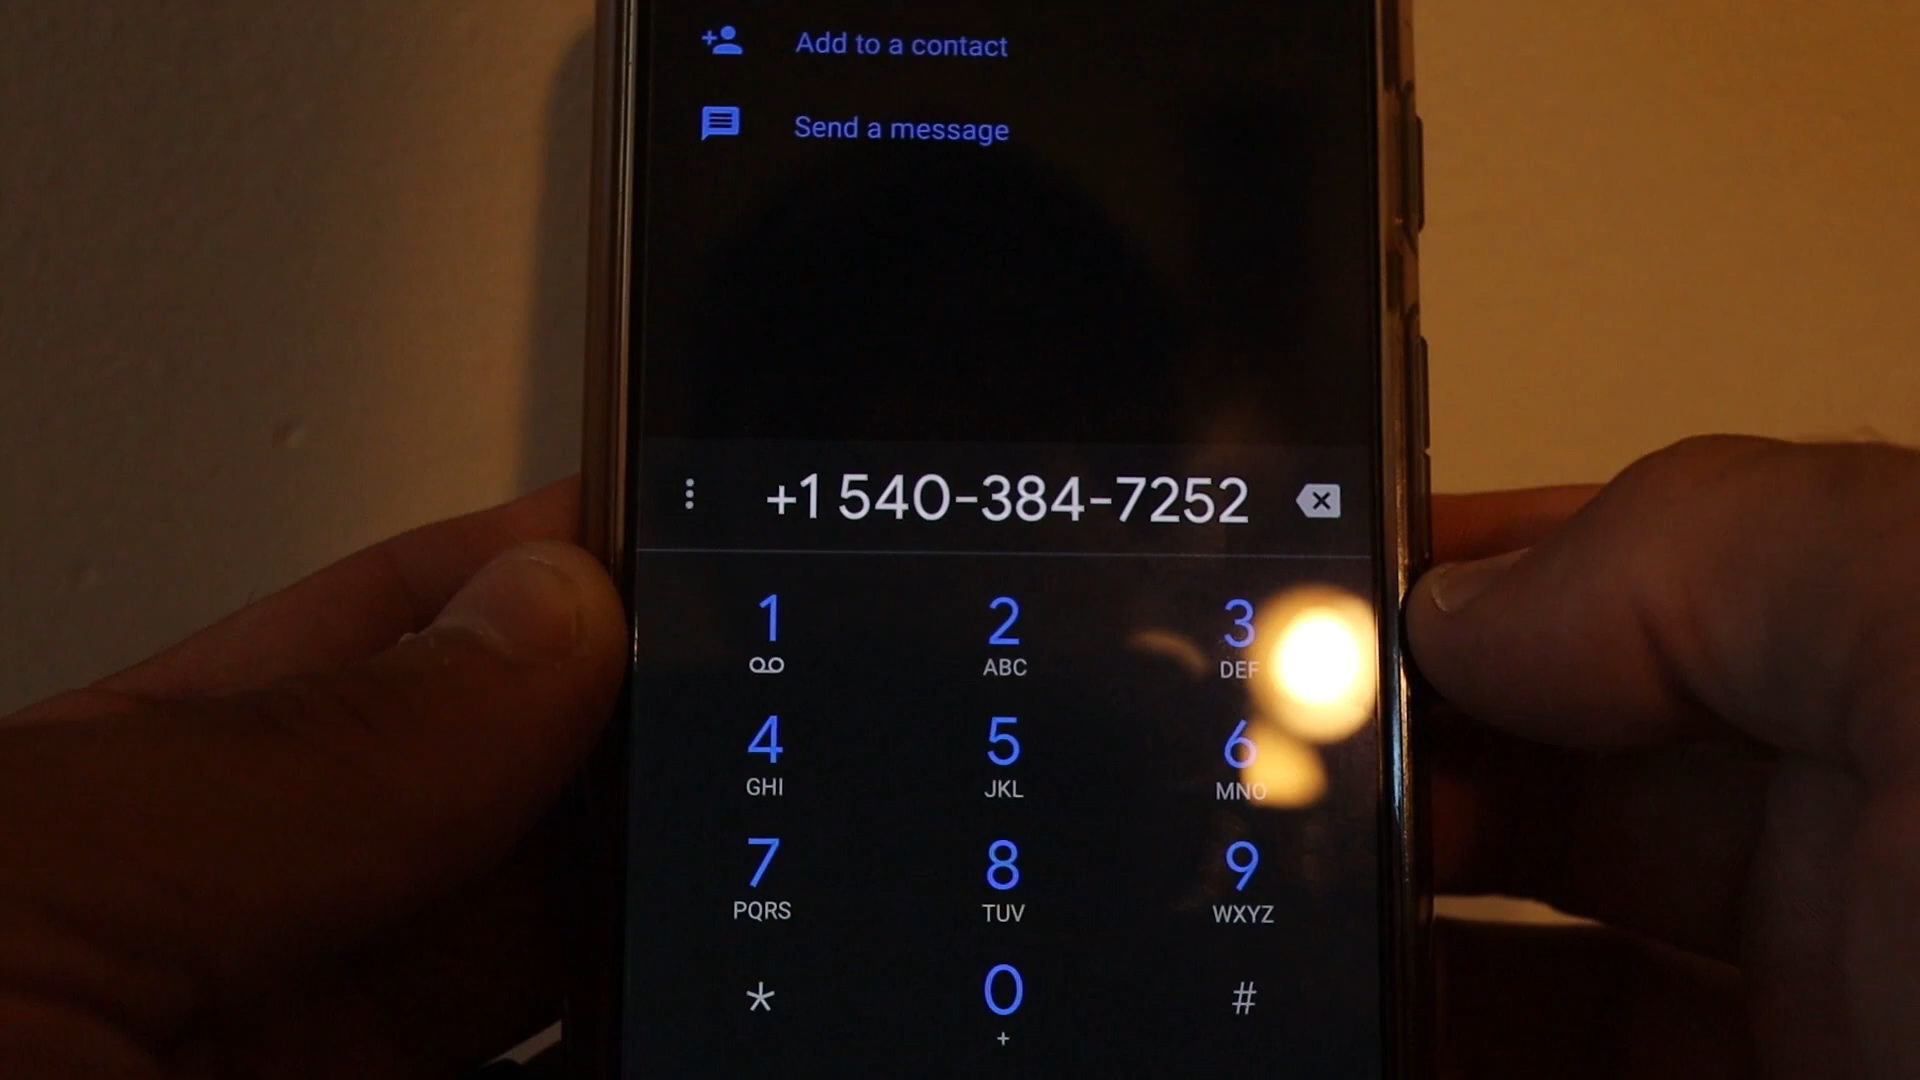 Add to a contact
Send a message
+1 540-384-7252
1 2 3
ABC DEF
4 5 6
GHI JKL MNO
7 8 9
PQRS TUV WXYZ
* 0 #
+